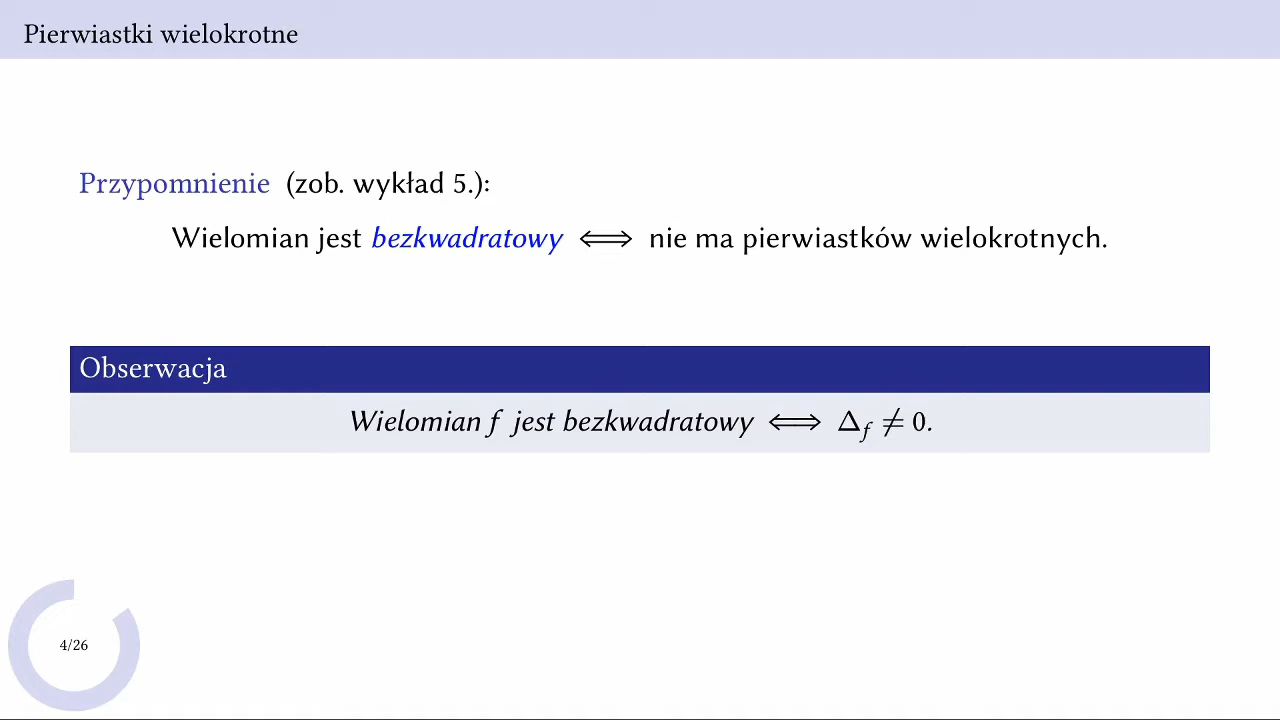 Pierwiastki wielokrotne
Przypomnienie (zob. wykład 5.):
Wielomian jest bezkwadratowy ⟺ nie ma pierwiastków wielokrotnych.
Obserwacja
Wielomian f jest bezkwadratowy ⟺ Δ_f ≠ 0.
4/26